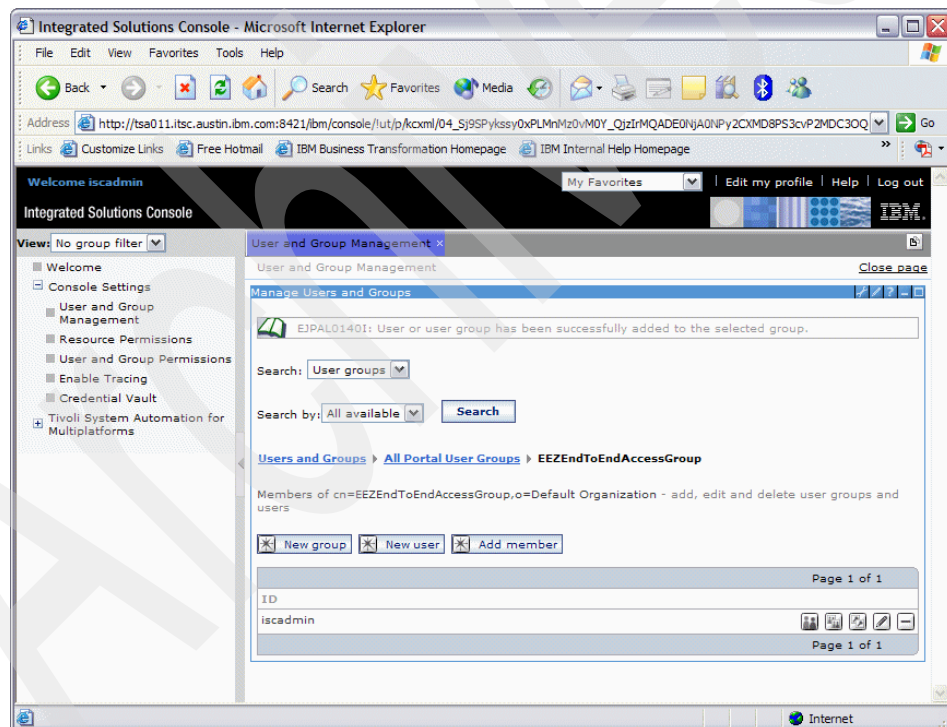 Integrated Solutions Console - Microsoft Internet Explorer
File Edit View Favorites Tools Help
Back Search Favorites Media
Address http://tsa011.itsc.austin.ibm.com:8421/ibm/console/!ut/p/kcxml/04_Sj9SPykssy0xPLMnMz0vM0Y_QjzIrMQADE0NjA0NPy2CXMD8PS3cvP2MDC3OQ Go
Links Customize Links Free Hotmail IBM Business Transformation Homepage IBM Internal Help Homepage »
Welcome iscadmin My Favorites Edit my profile Help Log out
Integrated Solutions Console IBM.
View: No group filter User and Group Management ×
Welcome User and Group Management Close page
Console Settings Manage Users and Groups
User and Group Management
EJPAL0140I: User or user group has been successfully added to the selected group.
Resource Permissions
User and Group Permissions
Search: User groups
Enable Tracing
Credential Vault
Search by: All available Search
Tivoli System Automation for Multiplatforms
Users and Groups All Portal User Groups EEZEndToEndAccessGroup
Members of cn=EEZEndToEndAccessGroup,o=Default Organization - add, edit and delete user groups and
users
New group New user Add member
Page 1 of 1
ID
iscadmin
Page 1 of 1
Internet